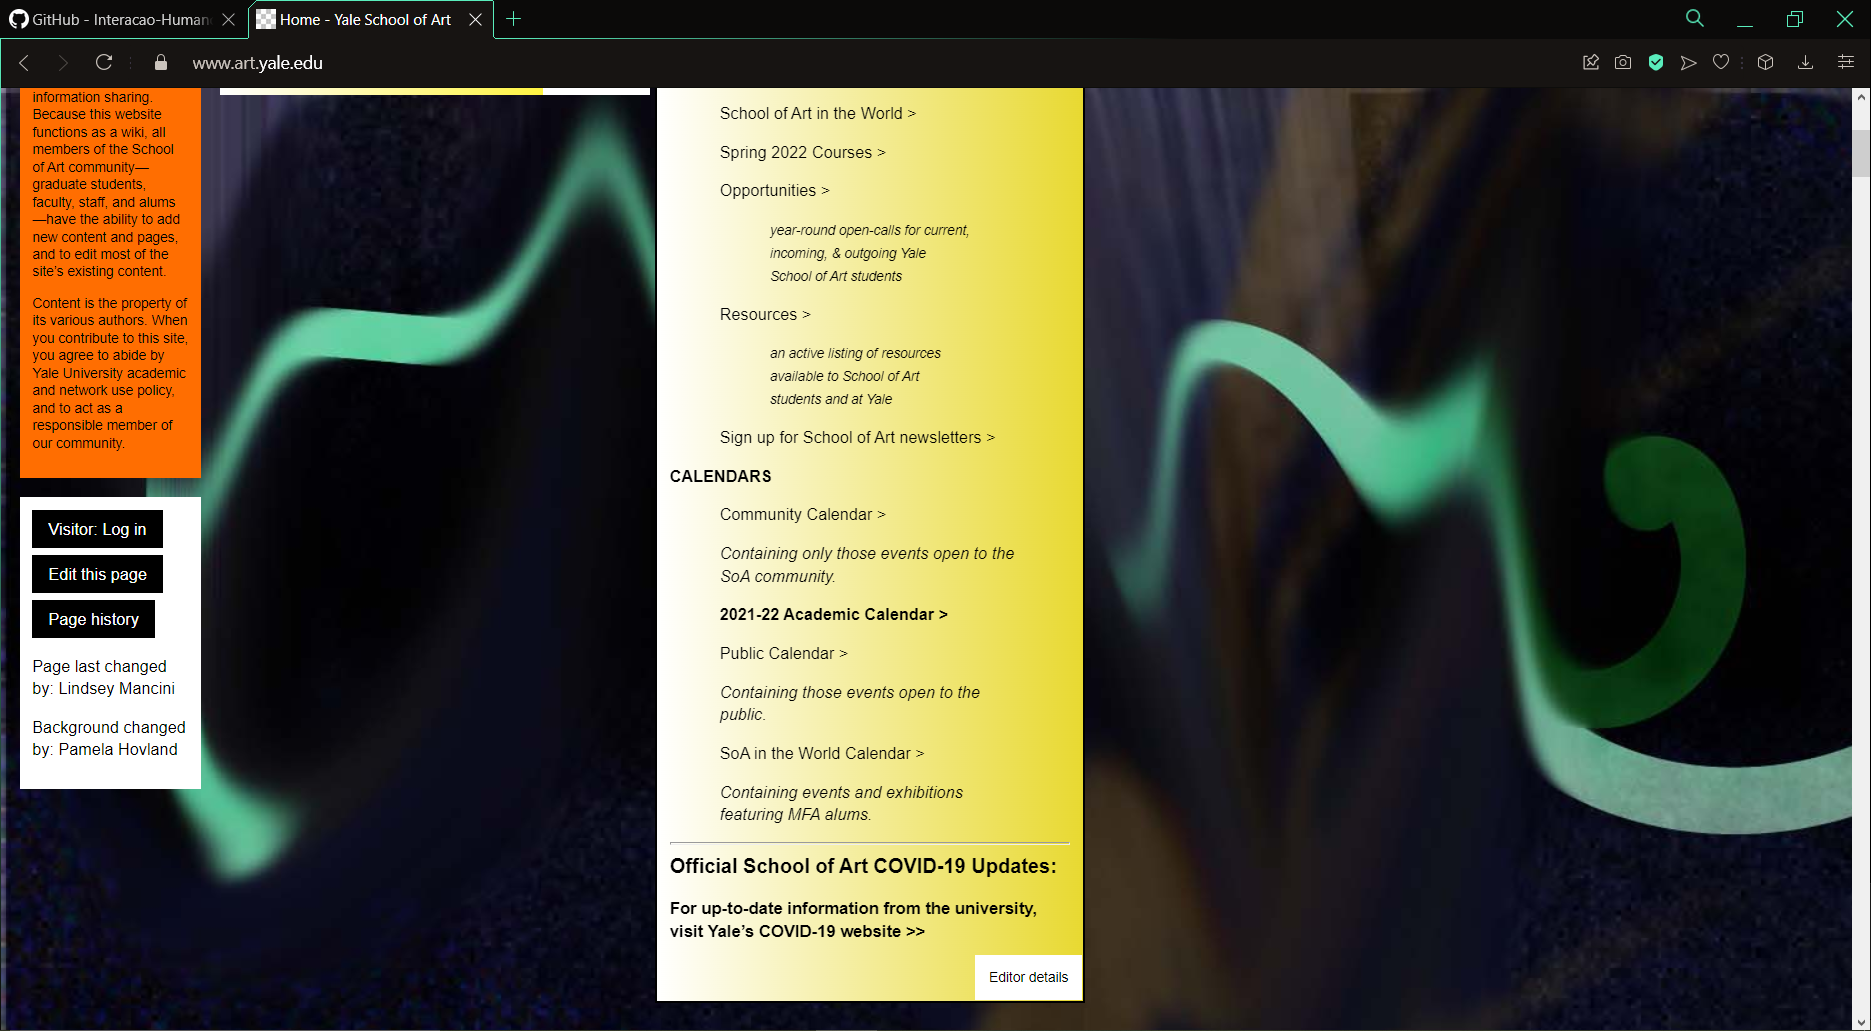 GitHub - Interacao-Human
Home - Yale School of Art
www.art.yale.edu
information sharing.
Because this website
functions as a wiki, all
members of the School
of Art community—
graduate students,
faculty, staff, and alums
—have the ability to add
new content and pages,
and to edit most of the
site's existing content.
Content is the property of
its various authors. When
you contribute to this site,
you agree to abide by
Yale University academic
and network use policy,
and to act as a
responsible member of
our community.
Visitor: Log in
Edit this page
Page history
Page last changed
by: Lindsey Mancini
Background changed
by: Pamela Hovland
School of Art in the World >
Spring 2022 Courses >
Opportunities >
year-round open-calls for current,
incoming, & outgoing Yale
School of Art students
Resources >
an active listing of resources
available to School of Art
students and at Yale
Sign up for School of Art newsletters >
CALENDARS
Community Calendar >
Containing only those events open to the
SoA community.
2021-22 Academic Calendar >
Public Calendar >
Containing those events open to the
public.
SoA in the World Calendar >
Containing events and exhibitions
featuring MFA alums.
Official School of Art COVID-19 Updates:
For up-to-date information from the university,
visit Yale’s COVID-19 website >>
Editor details